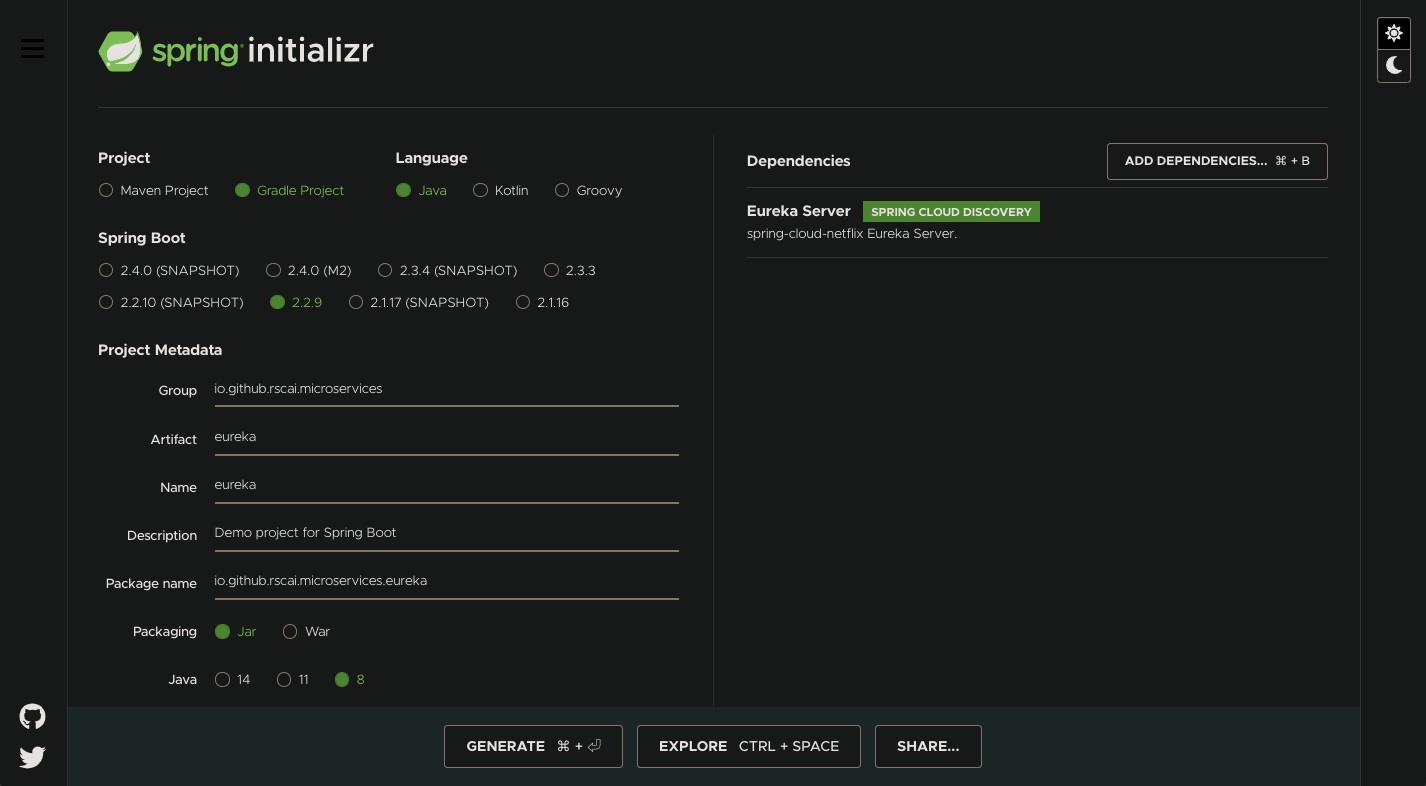 spring initializr
Project
Maven Project Gradle Project
Language
Java Kotlin Groovy
Spring Boot
2.4.0 (SNAPSHOT) 2.4.0 (M2) 2.3.4 (SNAPSHOT) 2.3.3
2.2.10 (SNAPSHOT) 2.2.9 2.1.17 (SNAPSHOT) 2.1.16
Project Metadata
Group io.github.rscai.microservices
Artifact eureka
Name eureka
Description Demo project for Spring Boot
Package name io.github.rscai.microservices.eureka
Packaging Jar War
Java 14 11 8
Dependencies ADD DEPENDENCIES... ⌘ + B
Eureka Server SPRING CLOUD DISCOVERY
spring-cloud-netflix Eureka Server.
GENERATE ⌘ + ⏎ EXPLORE CTRL + SPACE SHARE...